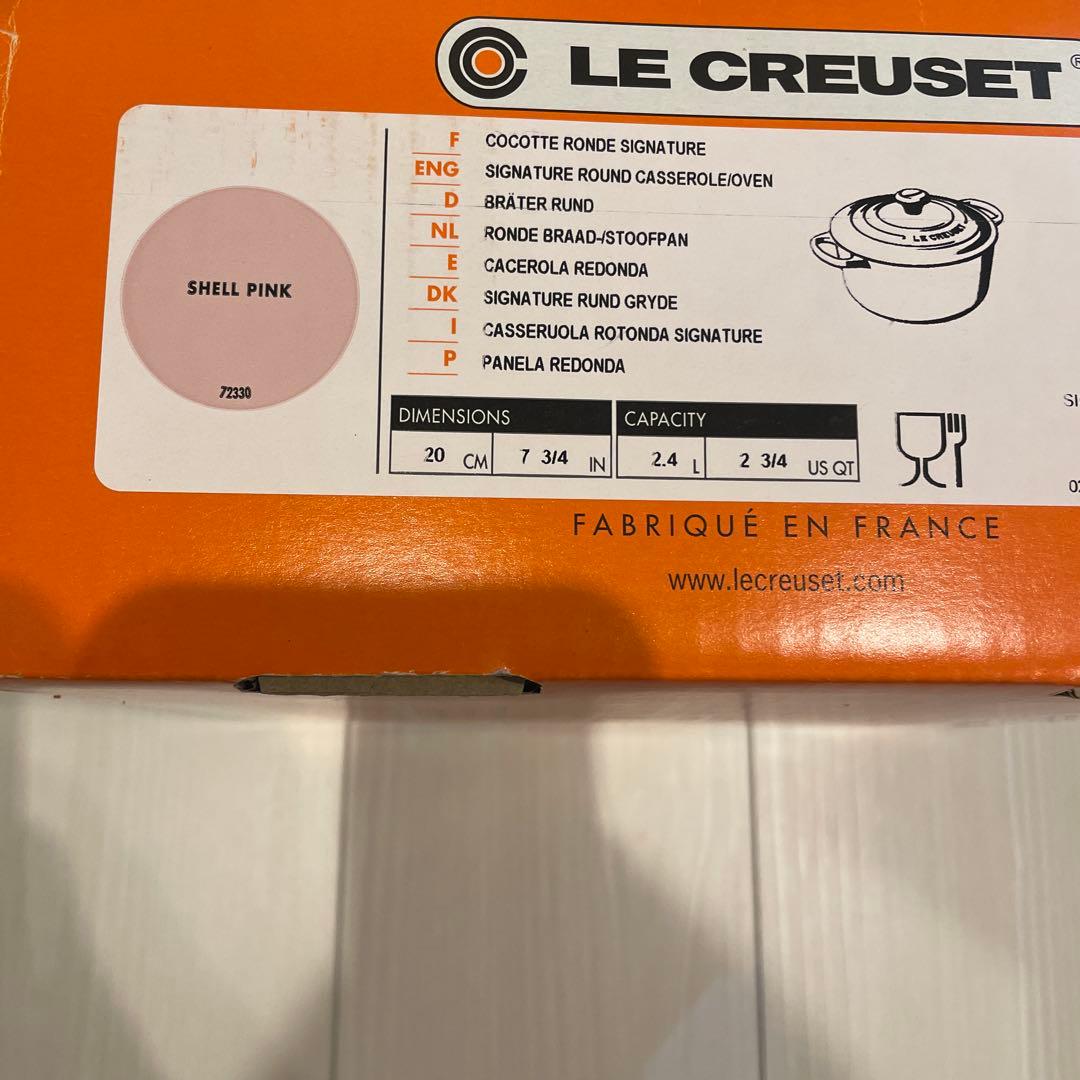 LE CREUSET®
F COCOTTE RONDE SIGNATURE
ENG SIGNATURE ROUND CASSEROLE/OVEN
D BRÄTER RUND
NL RONDE BRAAD-/STOOFPAN
E CACEROLA REDONDA
DK SIGNATURE RUND GRYDE
I CASSERUOLA ROTONDA SIGNATURE
P PANELA REDONDA
SHELL PINK
72330
LE CREUSET
DIMENSIONS
20 CM 7 3/4 IN
CAPACITY
2.4 L 2 3/4 US QT
FABRIQUÉ EN FRANCE
www.lecreuset.com